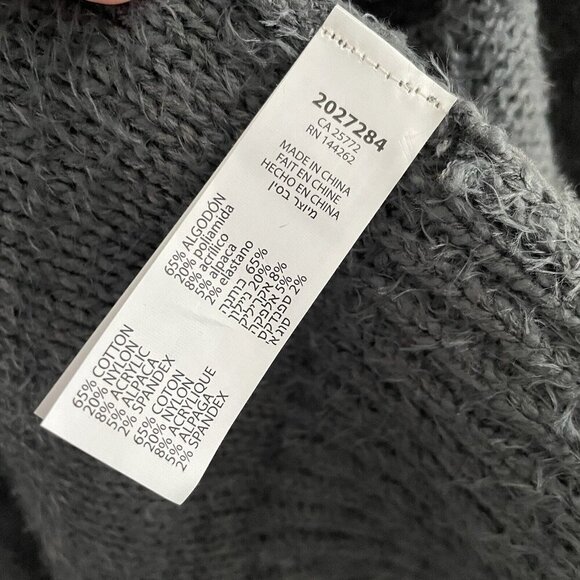 2027284
CA 25772
RN 144262
MADE IN CHINA
FAIT EN CHINE
HECHO EN CHINA
מיוצר בסין
65% ALGODÓN
20% poliamida
8% acrílico
5% alpaca
2% elastano
65% כותנה
20% ניילון
8% אקרילי
5% אלפקה
2% ספנדקס
סוג א
65% COTTON
20% NYLON
8% ACRYLIC
5% ALPACA
2% SPANDEX
65% COTON
20% NYLON
8% ACRYLIQUE
5% ALPAGA
2% SPANDEX